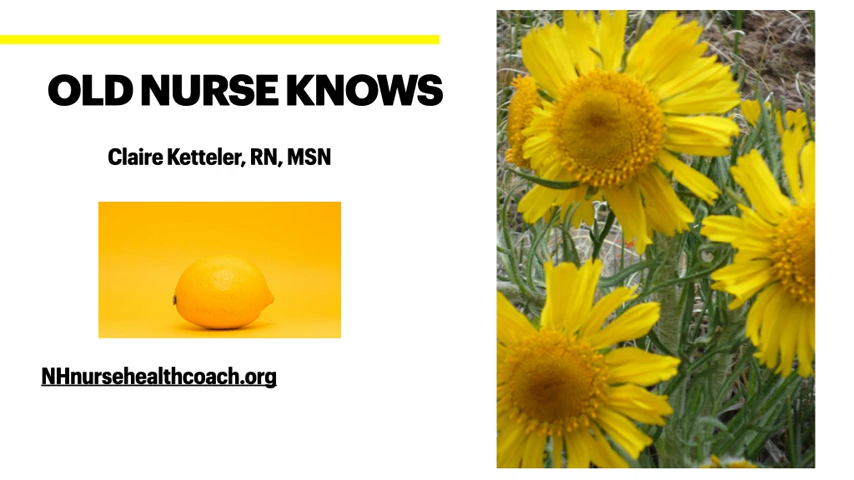 OLD NURSE KNOWS
Claire Ketteler, RN, MSN
NHnursehealthcoach.org